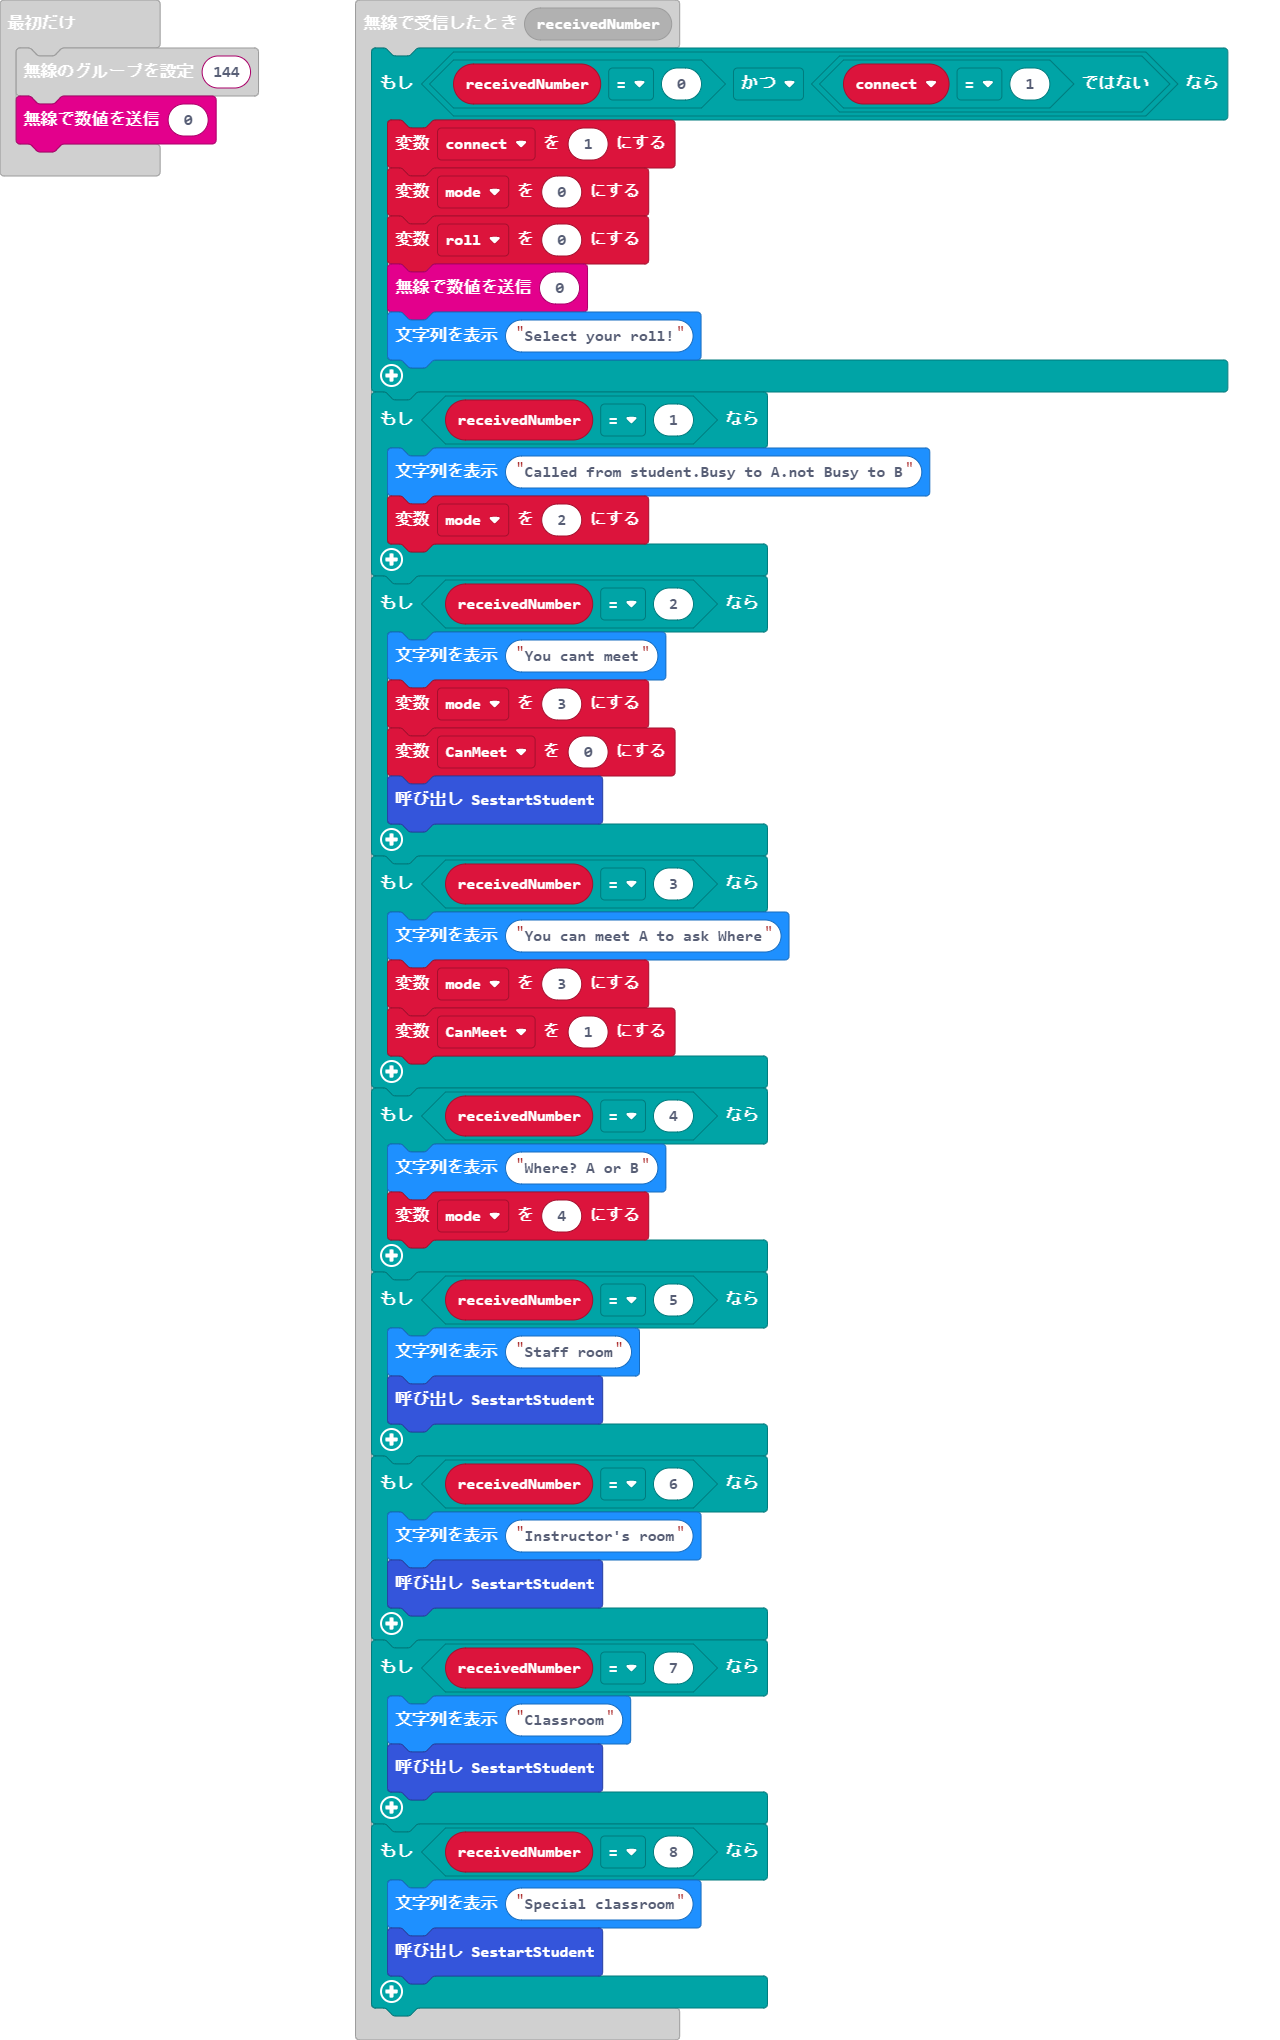 最初だけ
無線のグループを設定 144
無線で数値を送信 0
無線で受信したとき receivedNumber
もし receivedNumber = 0 かつ connect = 1 ではない なら
変数 connect を 1 にする
変数 mode を 0 にする
変数 roll を 0 にする
無線で数値を送信 0
文字列を表示 "Select your roll!"
もし receivedNumber = 1 なら
文字列を表示 "Called from student.Busy to A.not Busy to B"
変数 mode を 2 にする
もし receivedNumber = 2 なら
文字列を表示 "You cant meet"
変数 mode を 3 にする
変数 CanMeet を 0 にする
呼び出し SestartStudent
もし receivedNumber = 3 なら
文字列を表示 "You can meet A to ask Where"
変数 mode を 3 にする
変数 CanMeet を 1 にする
もし receivedNumber = 4 なら
文字列を表示 "Where? A or B"
変数 mode を 4 にする
もし receivedNumber = 5 なら
文字列を表示 "Staff room"
呼び出し SestartStudent
もし receivedNumber = 6 なら
文字列を表示 "Instructor's room"
呼び出し SestartStudent
もし receivedNumber = 7 なら
文字列を表示 "Classroom"
呼び出し SestartStudent
もし receivedNumber = 8 なら
文字列を表示 "Special classroom"
呼び出し SestartStudent